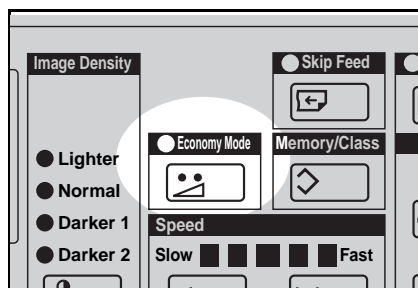 Image Density
Skip Feed
Economy Mode
Memory/Class
Lighter
Normal
Darker 1
Darker 2
Speed
Slow
Fast